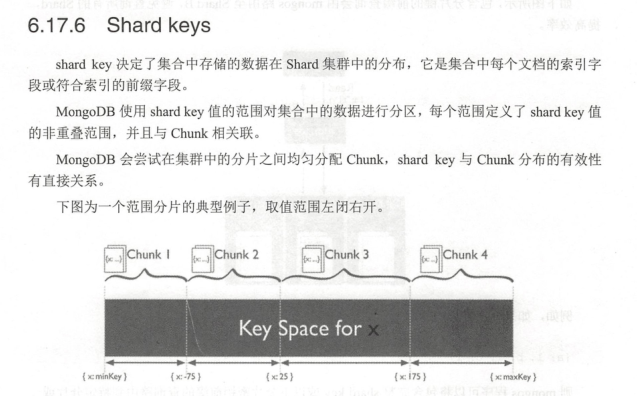 6.17.6 Shard keys
shard key 决定了集合中存储的数据在 Shard 集群中的分布，它是集合中每个文档的索引字
段或符合索引的前缀字段。
MongoDB 使用 shard key 值的范围对集合中的数据进行分区，每个范围定义了 shard key 值
的非重叠范围，并且与 Chunk 相关联。
MongoDB 会尝试在集群中的分片之间均匀分配 Chunk，shard key 与 Chunk 分布的有效性
有直接关系。
下图为一个范围分片的典型例子，取值范围左闭右开。
{x: ...} Chunk 1 {x: ...} Chunk 2 {x: ...} Chunk 3 {x: ...} Chunk 4
Key Space for x
{ x: minKey } { x: -75 } { x: 25 } { x: 175 } { x: maxKey }